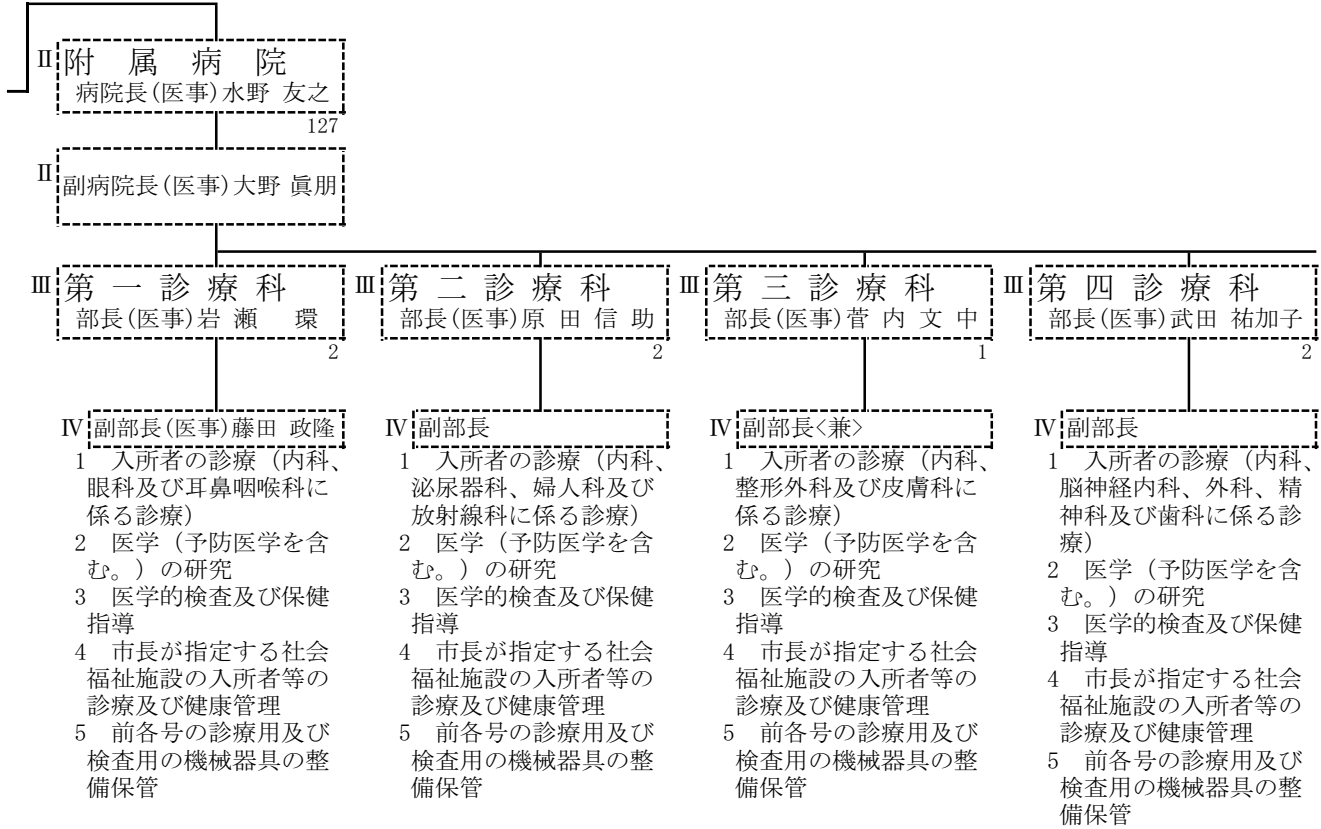 Ⅱ 附属病院
病院長(医事)水野 友之
127
Ⅱ 副病院長(医事)大野 眞朋
Ⅲ 第一診療科
部長(医事)岩瀬 環
2
Ⅳ 副部長(医事)藤田 政隆
1 入所者の診療（内科、
眼科及び耳鼻咽喉科に
係る診療）
2 医学（予防医学を含
む。）の研究
3 医学的検査及び保健
指導
4 市長が指定する社会
福祉施設の入所者等の
診療及び健康管理
5 前各号の診療用及び
検査用の機械器具の整
備保管
Ⅲ 第二診療科
部長(医事)原田信助
2
Ⅳ 副部長
1 入所者の診療（内科、
泌尿器科、婦人科及び
放射線科に係る診療）
2 医学（予防医学を含
む。）の研究
3 医学的検査及び保健
指導
4 市長が指定する社会
福祉施設の入所者等の
診療及び健康管理
5 前各号の診療用及び
検査用の機械器具の整
備保管
Ⅲ 第三診療科
部長(医事)菅内文中
1
Ⅳ 副部長<兼>
1 入所者の診療（内科、
整形外科及び皮膚科に
係る診療）
2 医学（予防医学を含
む。）の研究
3 医学的検査及び保健
指導
4 市長が指定する社会
福祉施設の入所者等の
診療及び健康管理
5 前各号の診療用及び
検査用の機械器具の整
備保管
Ⅲ 第四診療科
部長(医事)武田 祐加子
2
Ⅳ 副部長
1 入所者の診療（内科、
脳神経内科、外科、精
神科及び歯科に係る診
療）
2 医学（予防医学を含
む。）の研究
3 医学的検査及び保健
指導
4 市長が指定する社会
福祉施設の入所者等の
診療及び健康管理
5 前各号の診療用及び
検査用の機械器具の整
備保管